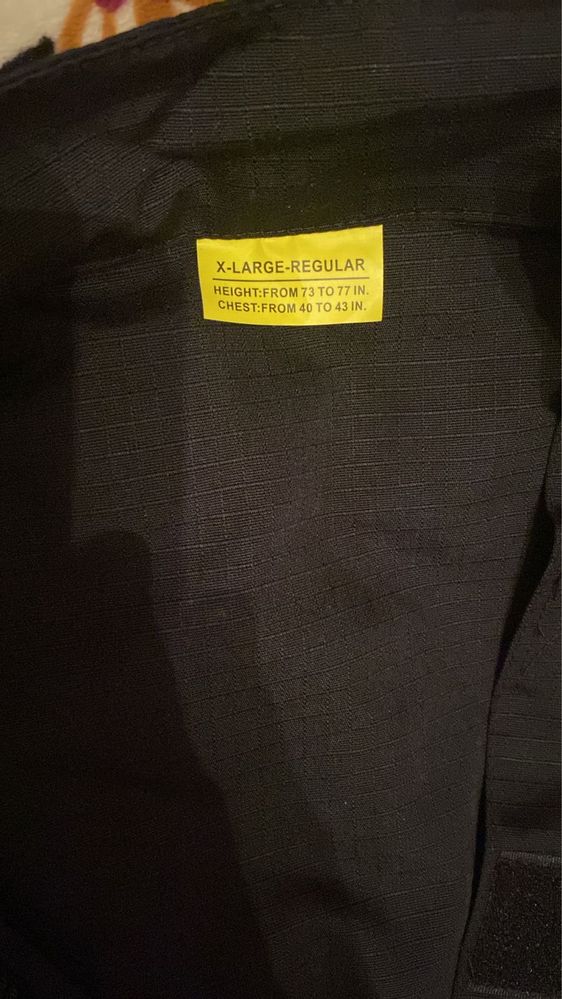 X-LARGE-REGULAR
HEIGHT:FROM 73 TO 77 IN.
CHEST:FROM 40 TO 43 IN.